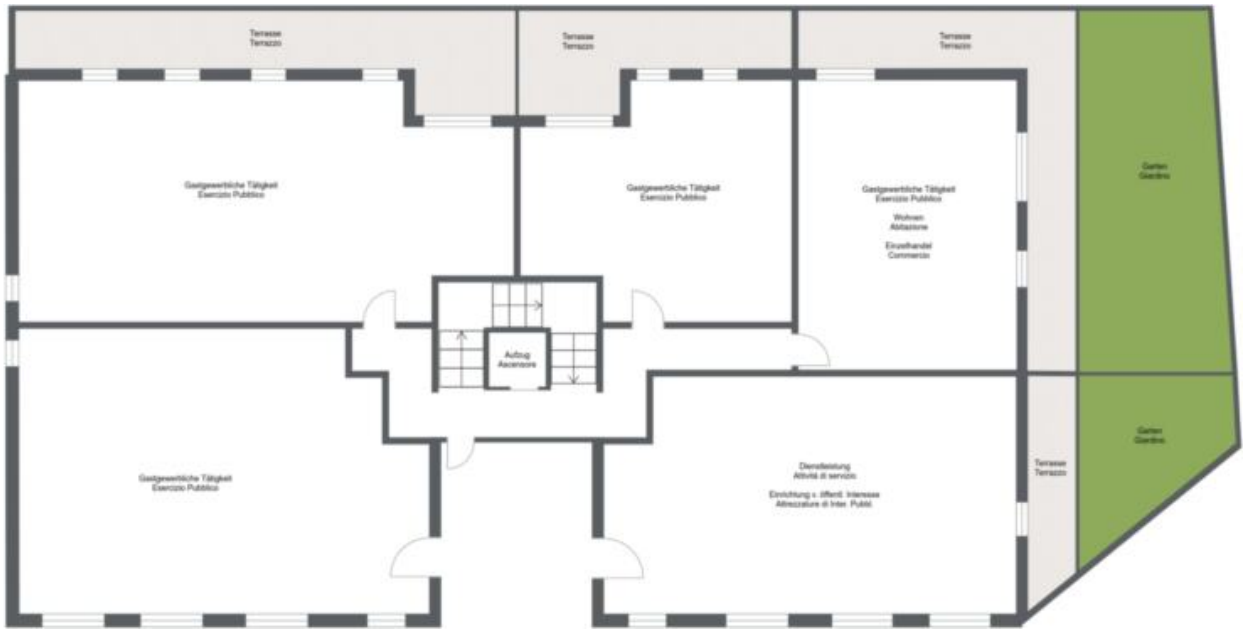 Terrasse
Terrazzo
Terrasse
Terrazzo
Terrasse
Terrazzo
Garten
Giardino
Gastgewerbliche Tätigkeit
Esercizio Pubblico
Gastgewerbliche Tätigkeit
Esercizio Pubblico
Gastgewerbliche Tätigkeit
Esercizio Pubblico
Wohnen
Abitazione
Einzelhandel
Commercio
Aufzug
Ascensore
Gastgewerbliche Tätigkeit
Esercizio Pubblico
Dienstleistung
Attività di servizio
Einrichtung v. öffentl. Interesse
Attrezzature di Inter. Pubbl.
Terrasse
Terrazzo
Garten
Giardino